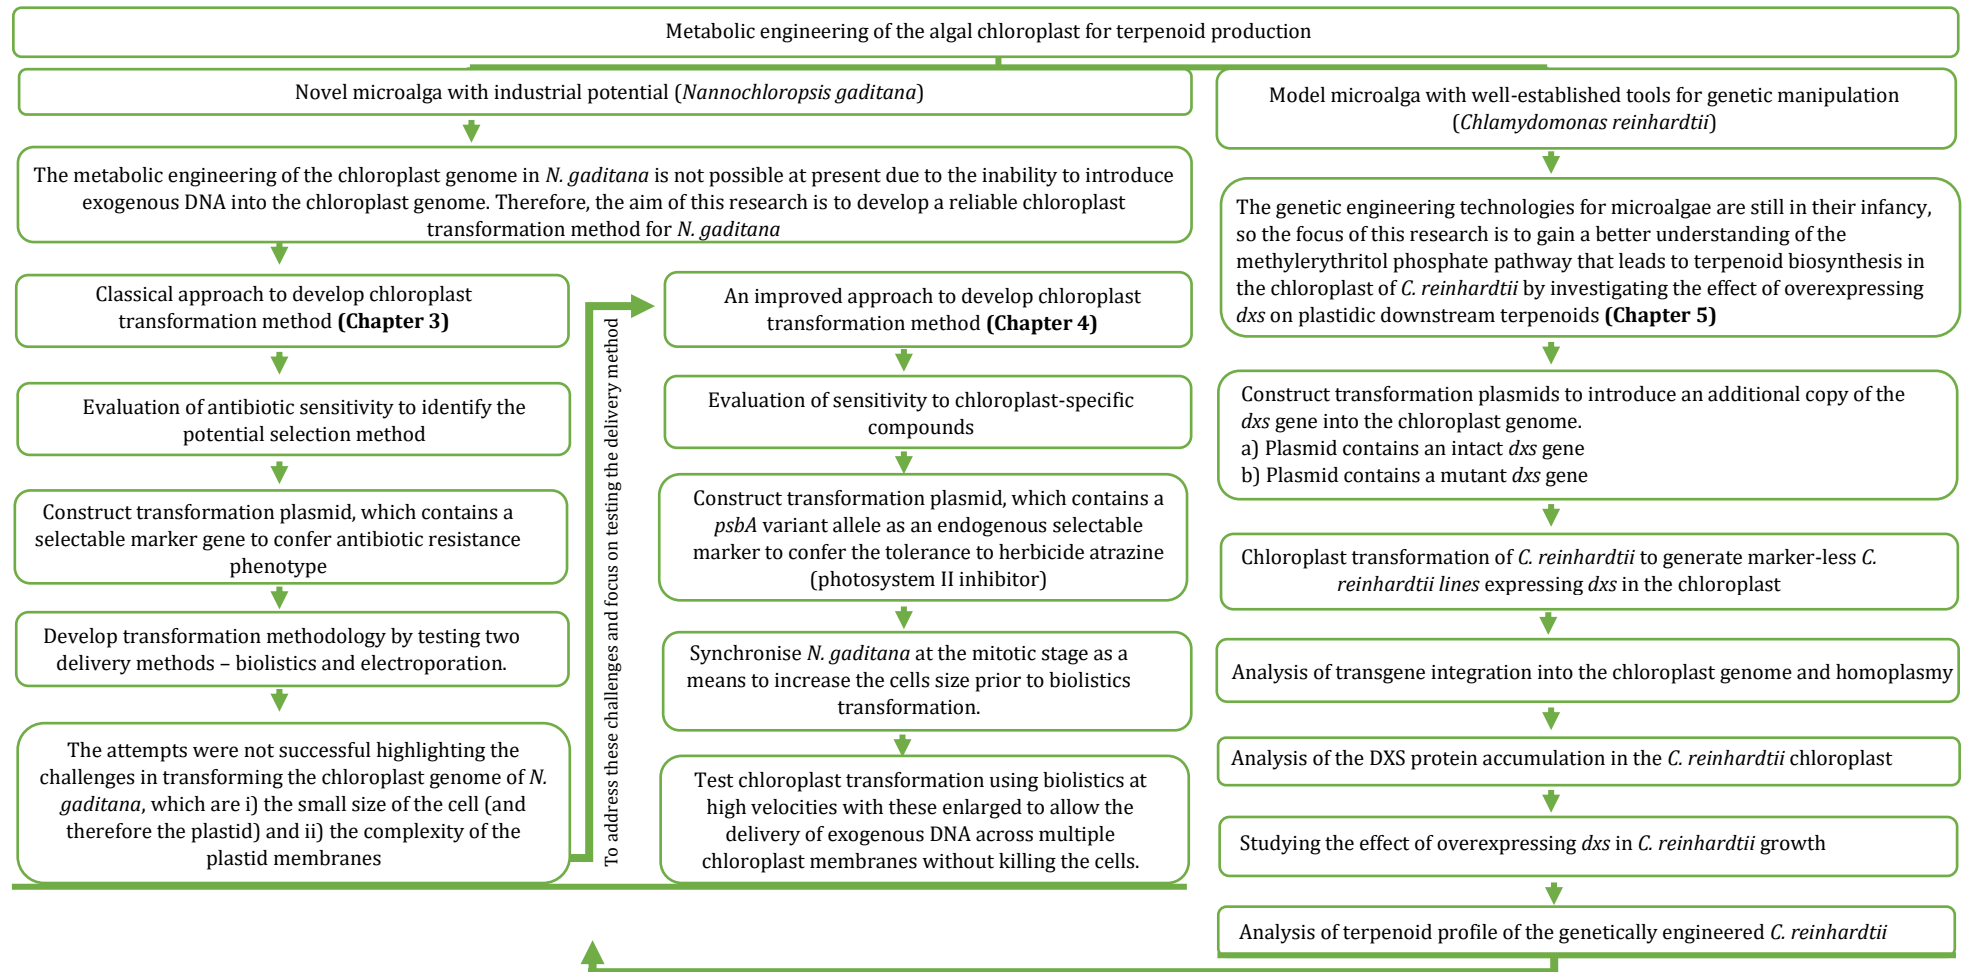 Metabolic engineering of the algal chloroplast for terpenoid production
Novel microalga with industrial potential (Nannochloropsis gaditana)
The metabolic engineering of the chloroplast genome in N. gaditana is not possible at present due to the inability to introduce
exogenous DNA into the chloroplast genome. Therefore, the aim of this research is to develop a reliable chloroplast
transformation method for N. gaditana
Classical approach to develop chloroplast
transformation method (Chapter 3)
Evaluation of antibiotic sensitivity to identify the
potential selection method
Construct transformation plasmid, which contains a
selectable marker gene to confer antibiotic resistance
phenotype
Develop transformation methodology by testing two
delivery methods – biolistics and electroporation.
The attempts were not successful highlighting the
challenges in transforming the chloroplast genome of N.
gaditana, which are i) the small size of the cell (and
therefore the plastid) and ii) the complexity of the
plastid membranes
To address these challenges and focus on testing the delivery method
An improved approach to develop chloroplast
transformation method (Chapter 4)
Evaluation of sensitivity to chloroplast-specific
compounds
Construct transformation plasmid, which contains a
psbA variant allele as an endogenous selectable
marker to confer the tolerance to herbicide atrazine
(photosystem II inhibitor)
Synchronise N. gaditana at the mitotic stage as a
means to increase the cells size prior to biolistics
transformation.
Test chloroplast transformation using biolistics at
high velocities with these enlarged to allow the
delivery of exogenous DNA across multiple
chloroplast membranes without killing the cells.
Model microalga with well-established tools for genetic manipulation
(Chlamydomonas reinhardtii)
The genetic engineering technologies for microalgae are still in their infancy,
so the focus of this research is to gain a better understanding of the
methylerythritol phosphate pathway that leads to terpenoid biosynthesis in
the chloroplast of C. reinhardtii by investigating the effect of overexpressing
dxs on plastidic downstream terpenoids (Chapter 5)
Construct transformation plasmids to introduce an additional copy of the
dxs gene into the chloroplast genome.
a) Plasmid contains an intact dxs gene
b) Plasmid contains a mutant dxs gene
Chloroplast transformation of C. reinhardtii to generate marker-less C.
reinhardtii lines expressing dxs in the chloroplast
Analysis of transgene integration into the chloroplast genome and homoplasmy
Analysis of the DXS protein accumulation in the C. reinhardtii chloroplast
Studying the effect of overexpressing dxs in C. reinhardtii growth
Analysis of terpenoid profile of the genetically engineered C. reinhardtii